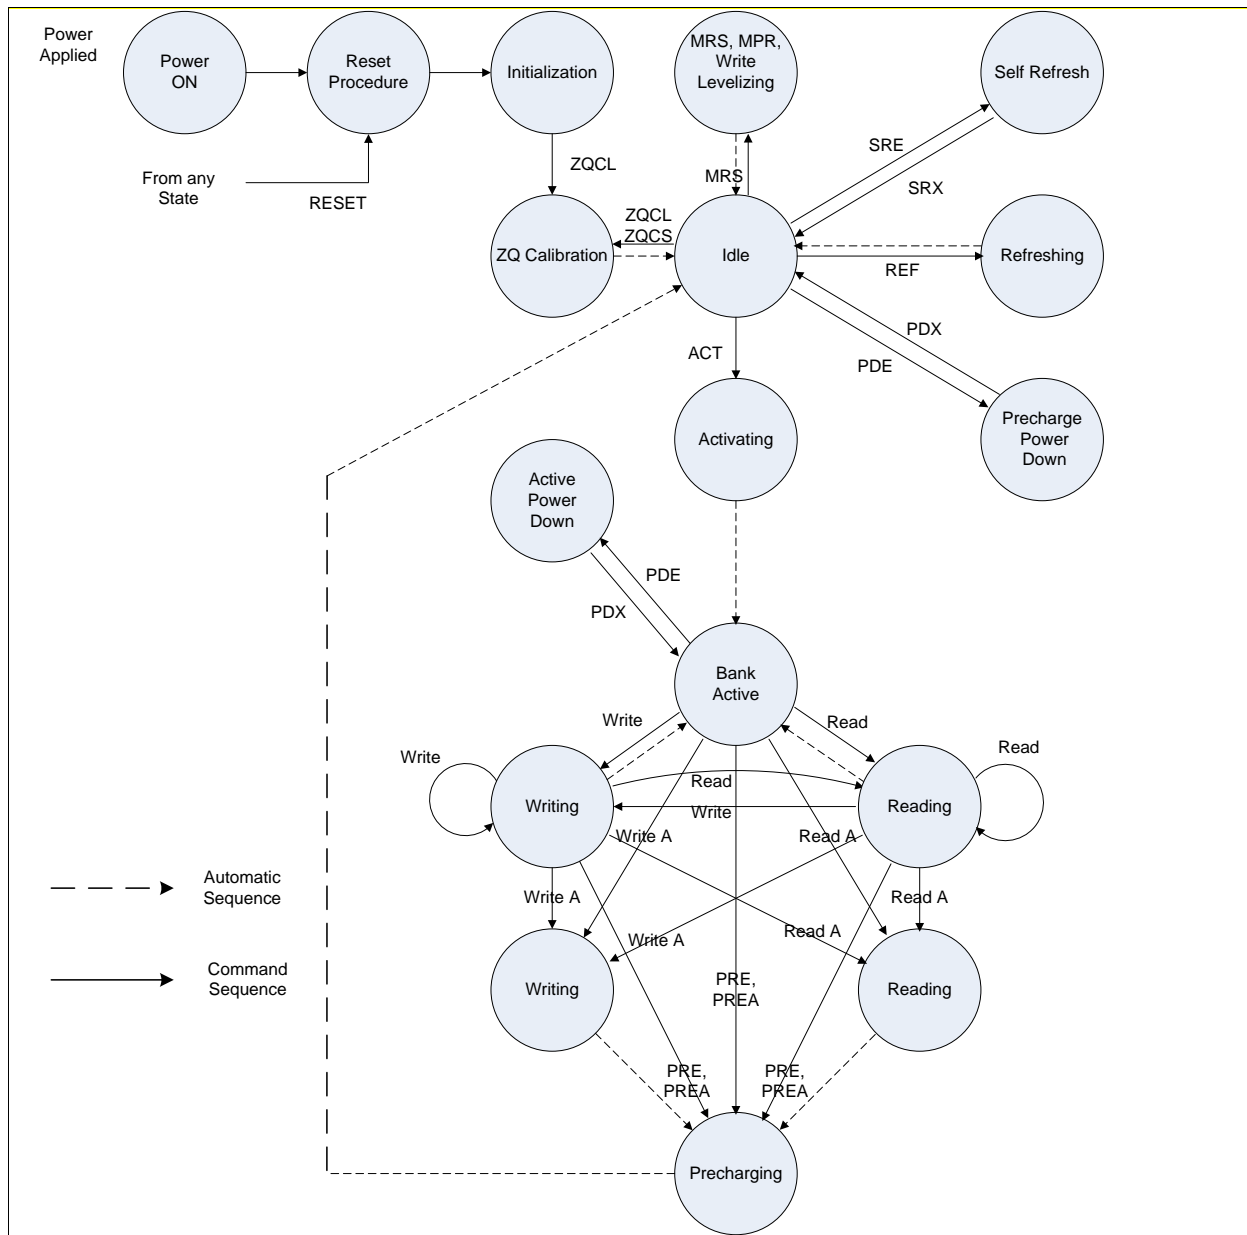 Power
Applied
Power
ON
Reset
Procedure
Initialization
MRS, MPR,
Write
Levelizing
Self Refresh
From any
State
RESET
ZQCL
MRS
SRE
SRX
ZQCL
ZQCS
ZQ Calibration
Idle
REF
Refreshing
ACT
PDX
PDE
Activating
Precharge
Power
Down
Active
Power
Down
PDE
PDX
Bank
Active
Write
Read
Write
Read
Read
Write
Writing
Reading
Write A
Read A
Automatic
Sequence
Write A
Read A
Write A
Read A
Command
Sequence
Writing
PRE,
PREA
Reading
PRE,
PREA
PRE,
PREA
Precharging